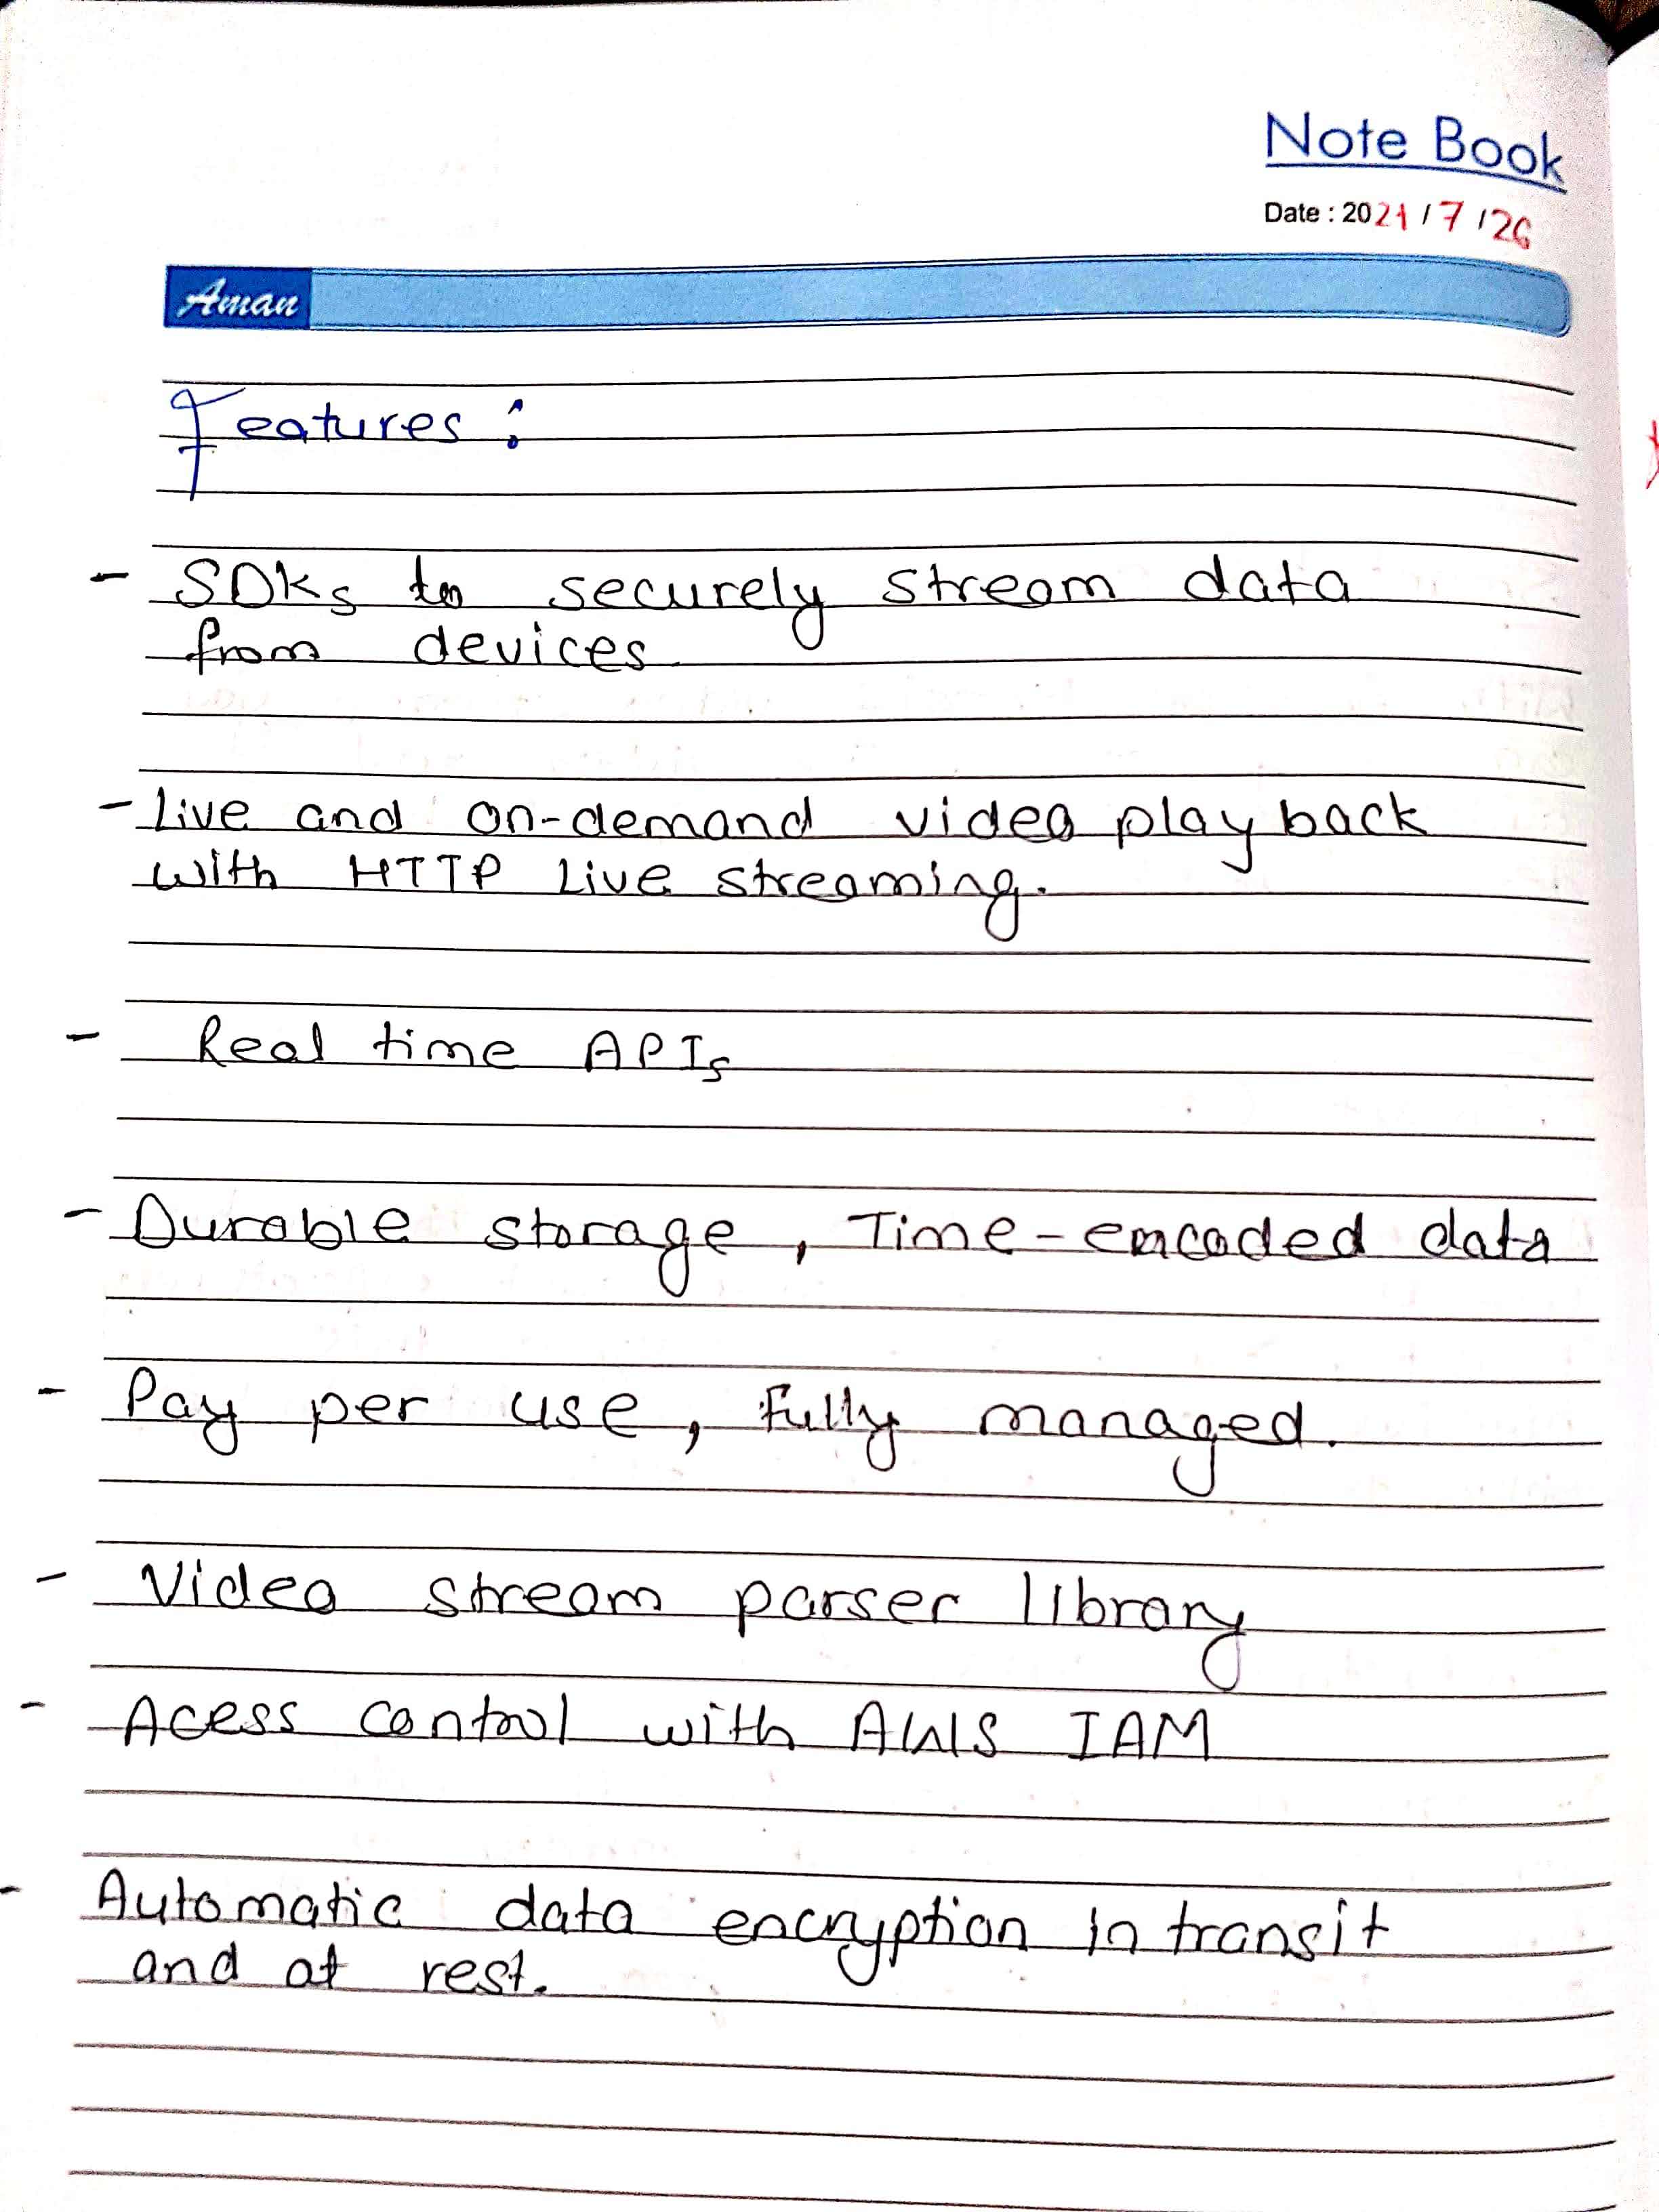 Note Book
Date : 2021/7/26
Aman
Features :
- SDKs to securely stream data
from devices
- Live and on-demand video playback
with HTTP Live streaming.
- Real time APIs
- Durable storage, Time-encoded data
- Pay per use, Fully managed.
- Video stream parser library
- Acess control with AWS IAM
- Automatic data encryption in transit
and at rest.